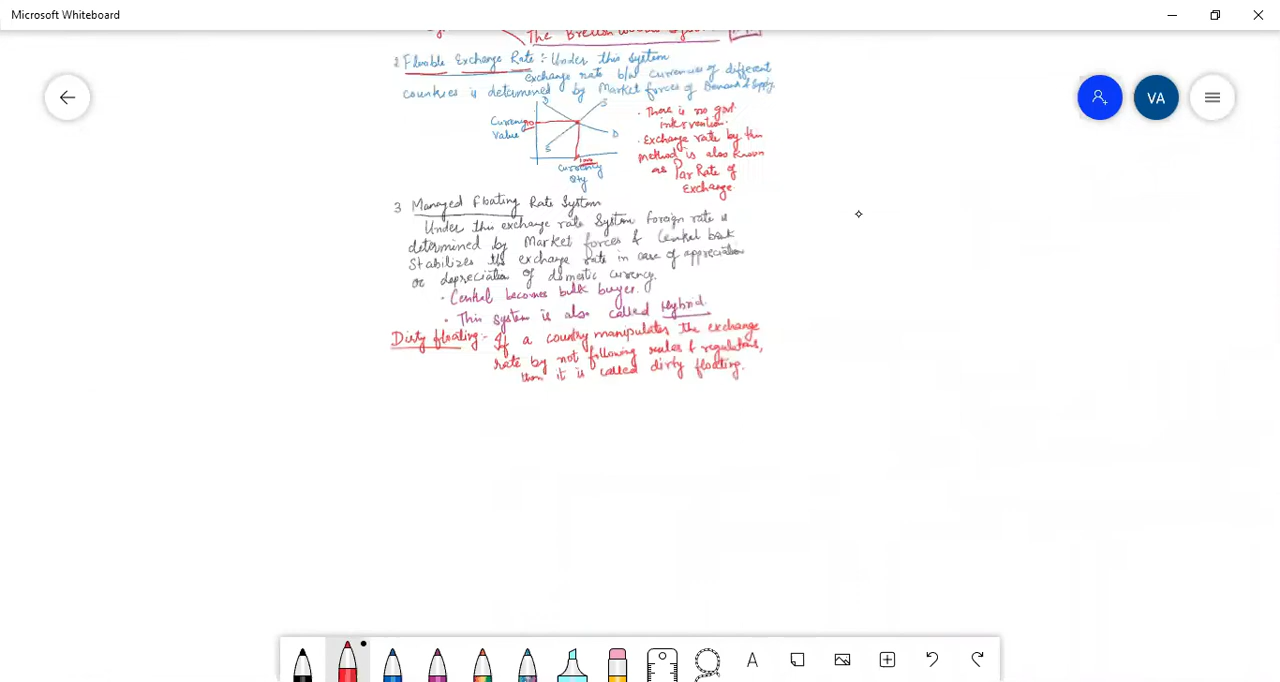 Microsoft Whiteboard
The
2 Flexible Exchange Rate :- Under this system
exchange rate b/w currencies of different
countries is determined by Market forces of Demand & Supply
D S
Currency
Value
S D
Currency
Qty
• There is no govt
intervention.
• Exchange rate by this
method is also known
as Par Rate of
Exchange
3 Managed Floating Rate System
Under this exchange rate System foreign rate is
determined by Market forces & Central bank
Stabilizes the exchange rate in case of appreciation
or depreciation of domestic currency.
• Central becomes bulk buyer.
• This system is also called Hybrid.
Dirty floating:- If a country manipulates the exchange
rate by not following rules & regulations,
then it is called dirty floating.
VA
A